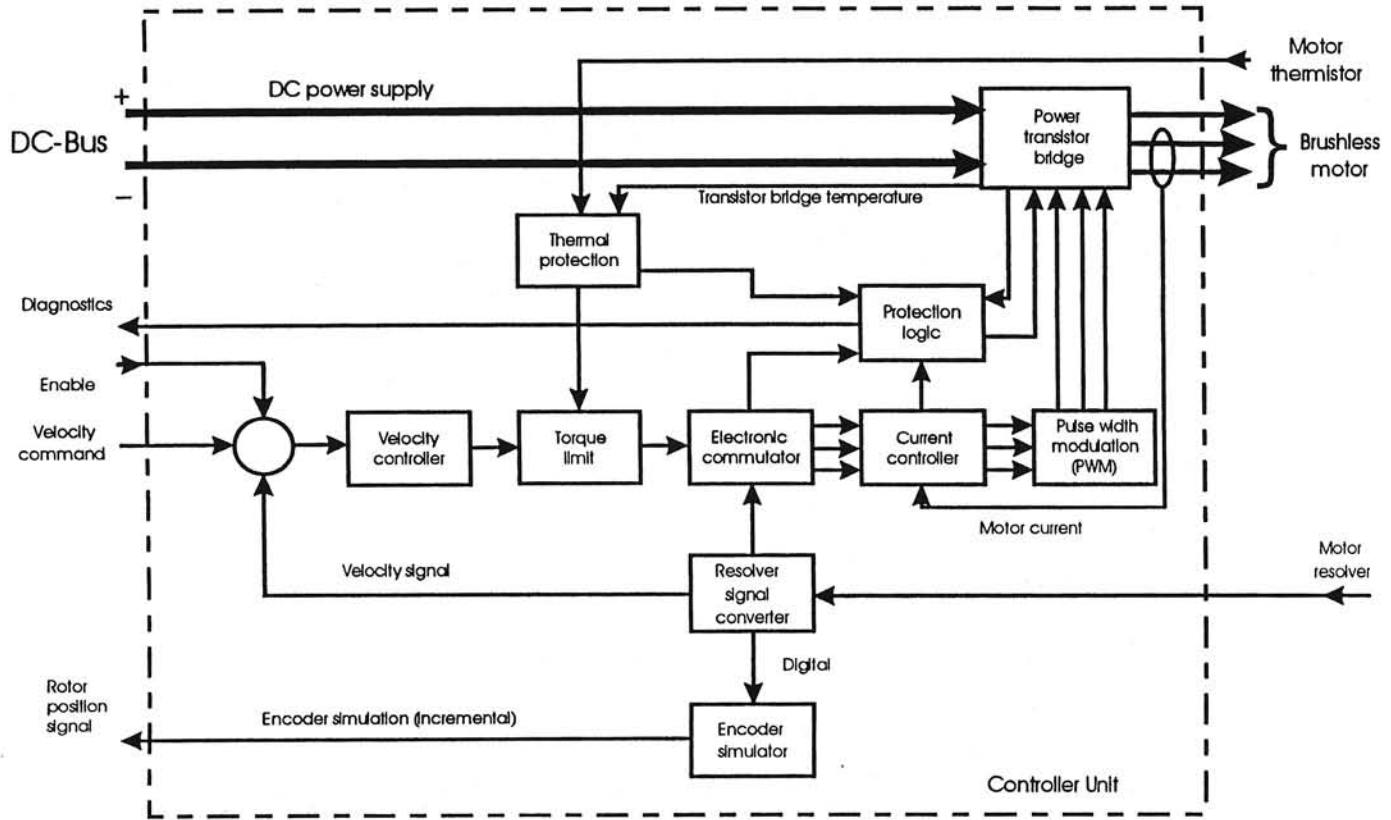 Motor
thermistor
+
DC power supply
DC-Bus
–
Power
transistor
bridge
Brushless
motor
Transistor bridge temperature
Thermal
protection
Diagnostics
Protection
logic
Enable
Velocity
command
Velocity
controller
Torque
limit
Electronic
commutator
Current
controller
Pulse width
modulation
(PWM)
Motor current
Velocity signal
Resolver
signal
converter
Motor
resolver
Digital
Rotor
position
signal
Encoder simulation (incremental)
Encoder
simulator
Controller Unit